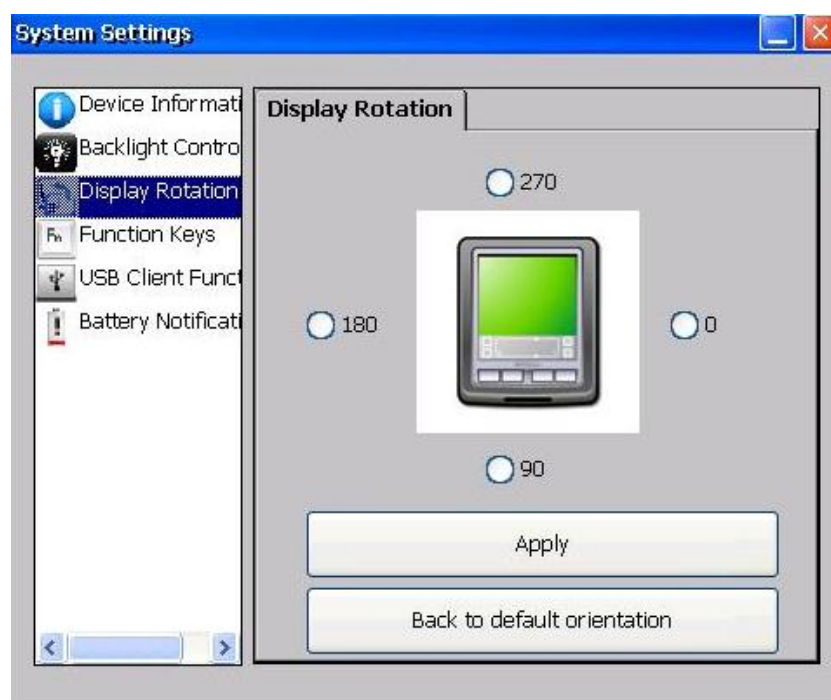 System Settings
Device Informati
Backlight Contro
Display Rotation
Function Keys
USB Client Funct
Battery Notificati
Display Rotation
270
180
0
90
Apply
Back to default orientation